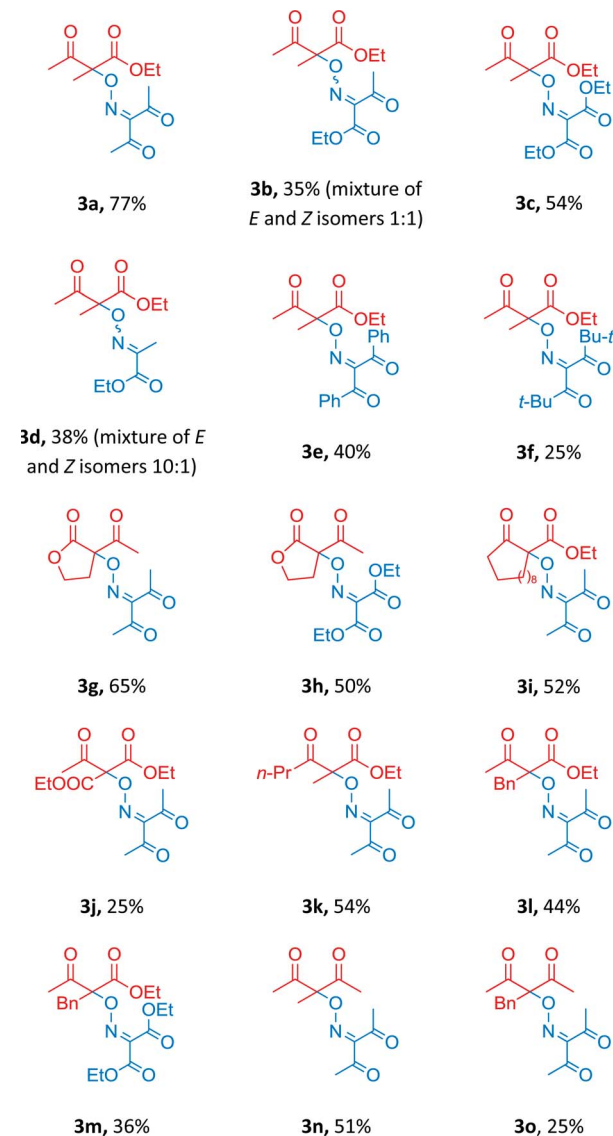 O
O
OEt
O
N
O
O
3a, 77%
O
O
OEt
O
N
O
EtO
O
3b, 35% (mixture of
E and Z isomers 1:1)
O
O
OEt
O
OEt
N
O
EtO
O
3c, 54%
O
O
OEt
O
N
EtO
O
3d, 38% (mixture of E
and Z isomers 10:1)
O
O
OEt
O
Ph
N
O
Ph
O
3e, 40%
O
O
OEt
O
Bu-t
N
O
t-Bu
O
3f, 25%
O
O
O
O
N
O
O
3g, 65%
O
O
O
O
OEt
N
O
EtO
O
3h, 50%
O
O
OEt
O
( )8
N
O
O
3i, 52%
O
O
OEt
EtOOC
O
N
O
O
3j, 25%
O
O
n-Pr
OEt
O
N
O
O
3k, 54%
O
O
OEt
Bn
O
N
O
O
3l, 44%
O
O
OEt
Bn
O
OEt
N
O
EtO
O
3m, 36%
O
O
O
N
O
O
3n, 51%
O
O
Bn
O
N
O
O
3o, 25%